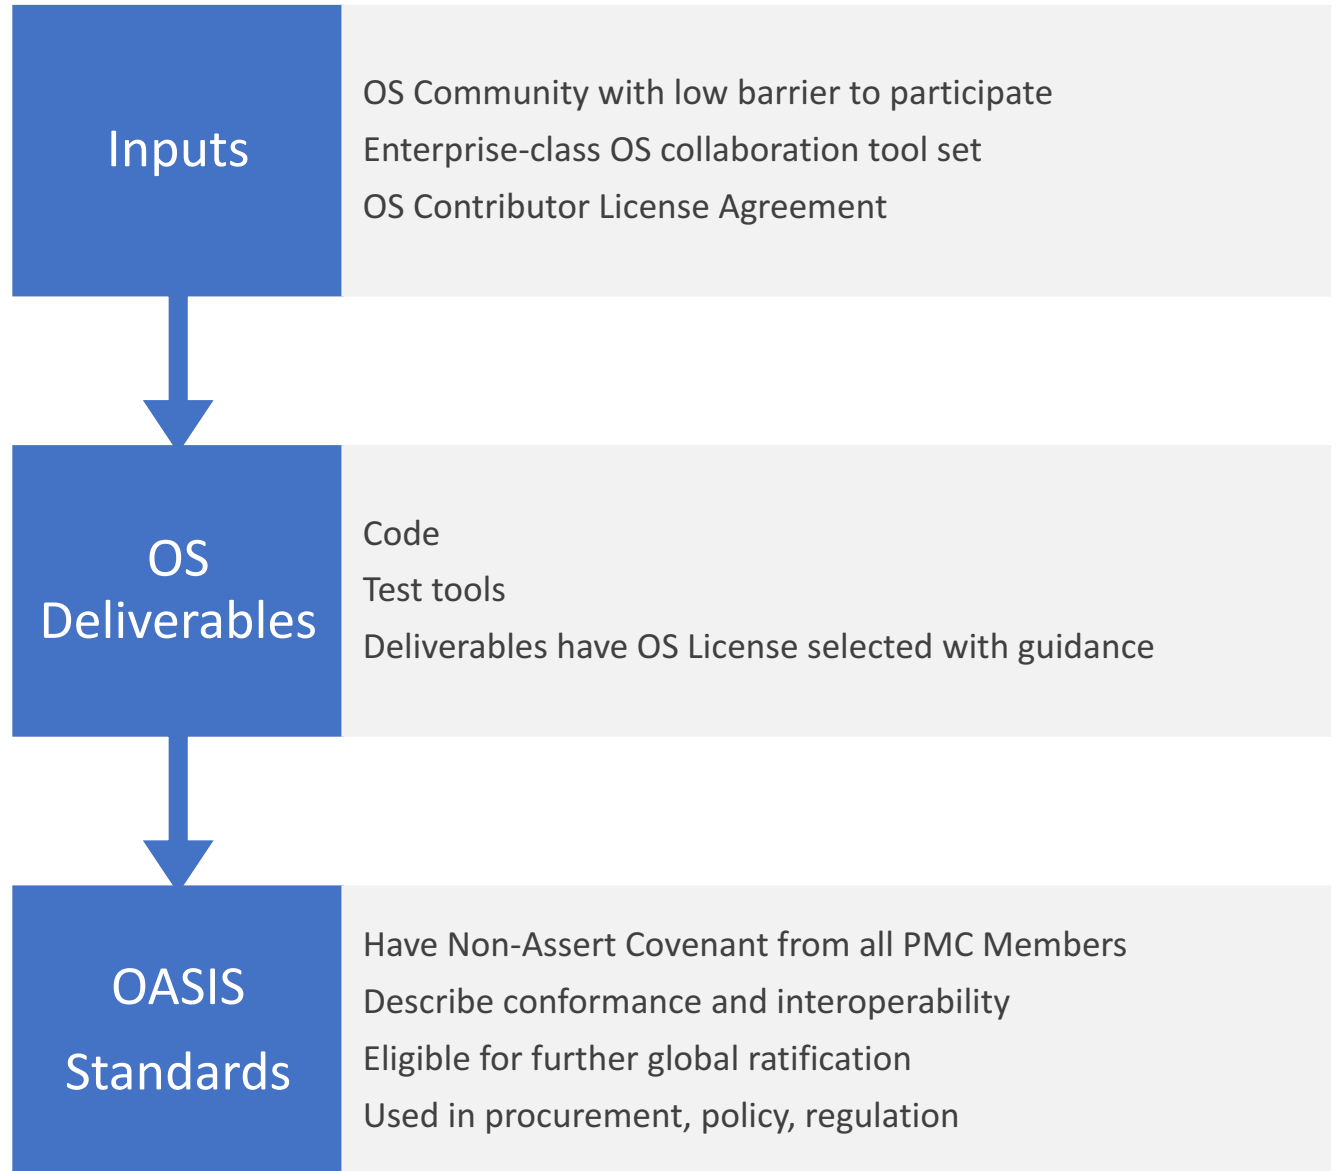 Inputs
OS Community with low barrier to participate
Enterprise-class OS collaboration tool set
OS Contributor License Agreement
OS
Deliverables
Code
Test tools
Deliverables have OS License selected with guidance
OASIS
Standards
Have Non-Assert Covenant from all PMC Members
Describe conformance and interoperability
Eligible for further global ratification
Used in procurement, policy, regulation